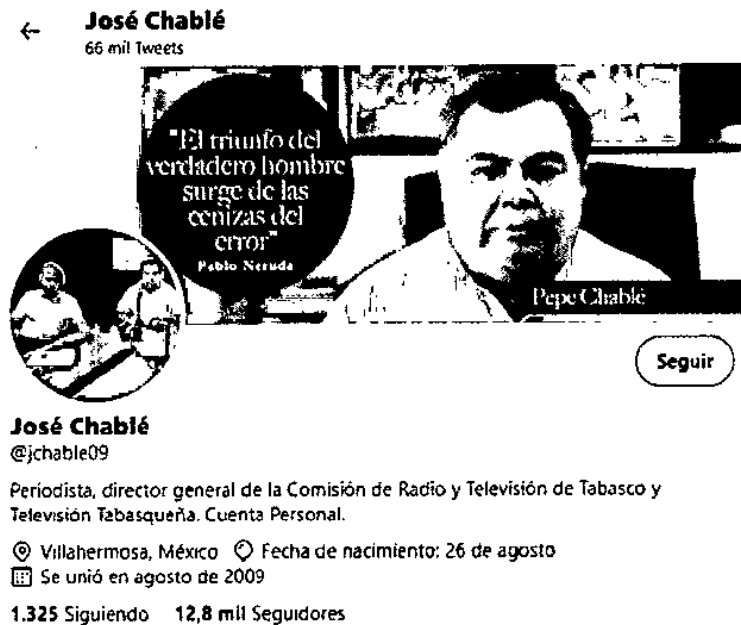 José Chablé
66 mil Tweets
"El triunfo del
verdadero hombre
surge de las
cenizas del
error"
Pablo Neruda
Pepe Chablé
Seguir
José Chablé
@jchable09
Periodista, director general de la Comisión de Radio y Televisión de Tabasco y
Televisión Tabasqueña. Cuenta Personal.
Villahermosa, México Fecha de nacimiento: 26 de agosto
Se unió en agosto de 2009
1.325 Siguiendo 12,8 mil Seguidores